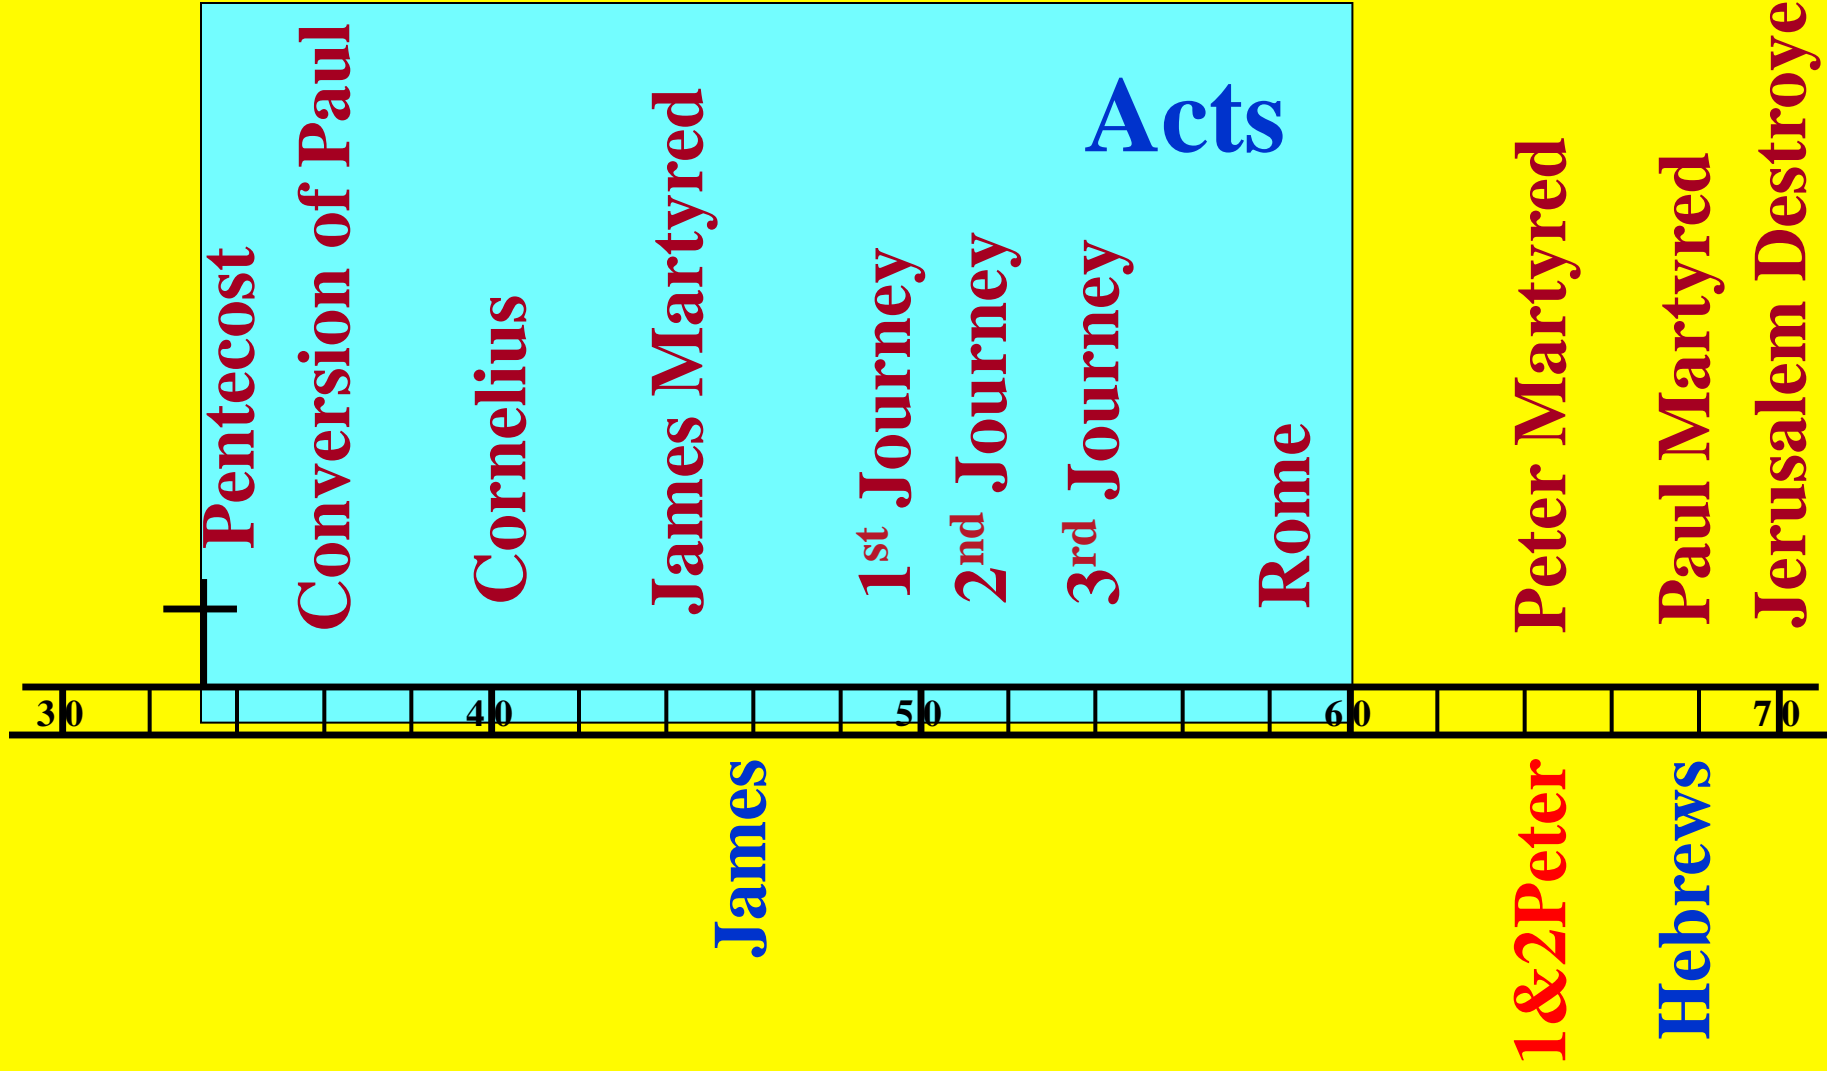 Pentecost
Conversion of Paul
Cornelius
James Martyred
1st Journey
2nd Journey
3rd Journey
Rome
Acts
Peter Martyred
Paul Martyred
Jerusalem Destroye
30 40 50 60 70
James
1&2Peter
Hebrews